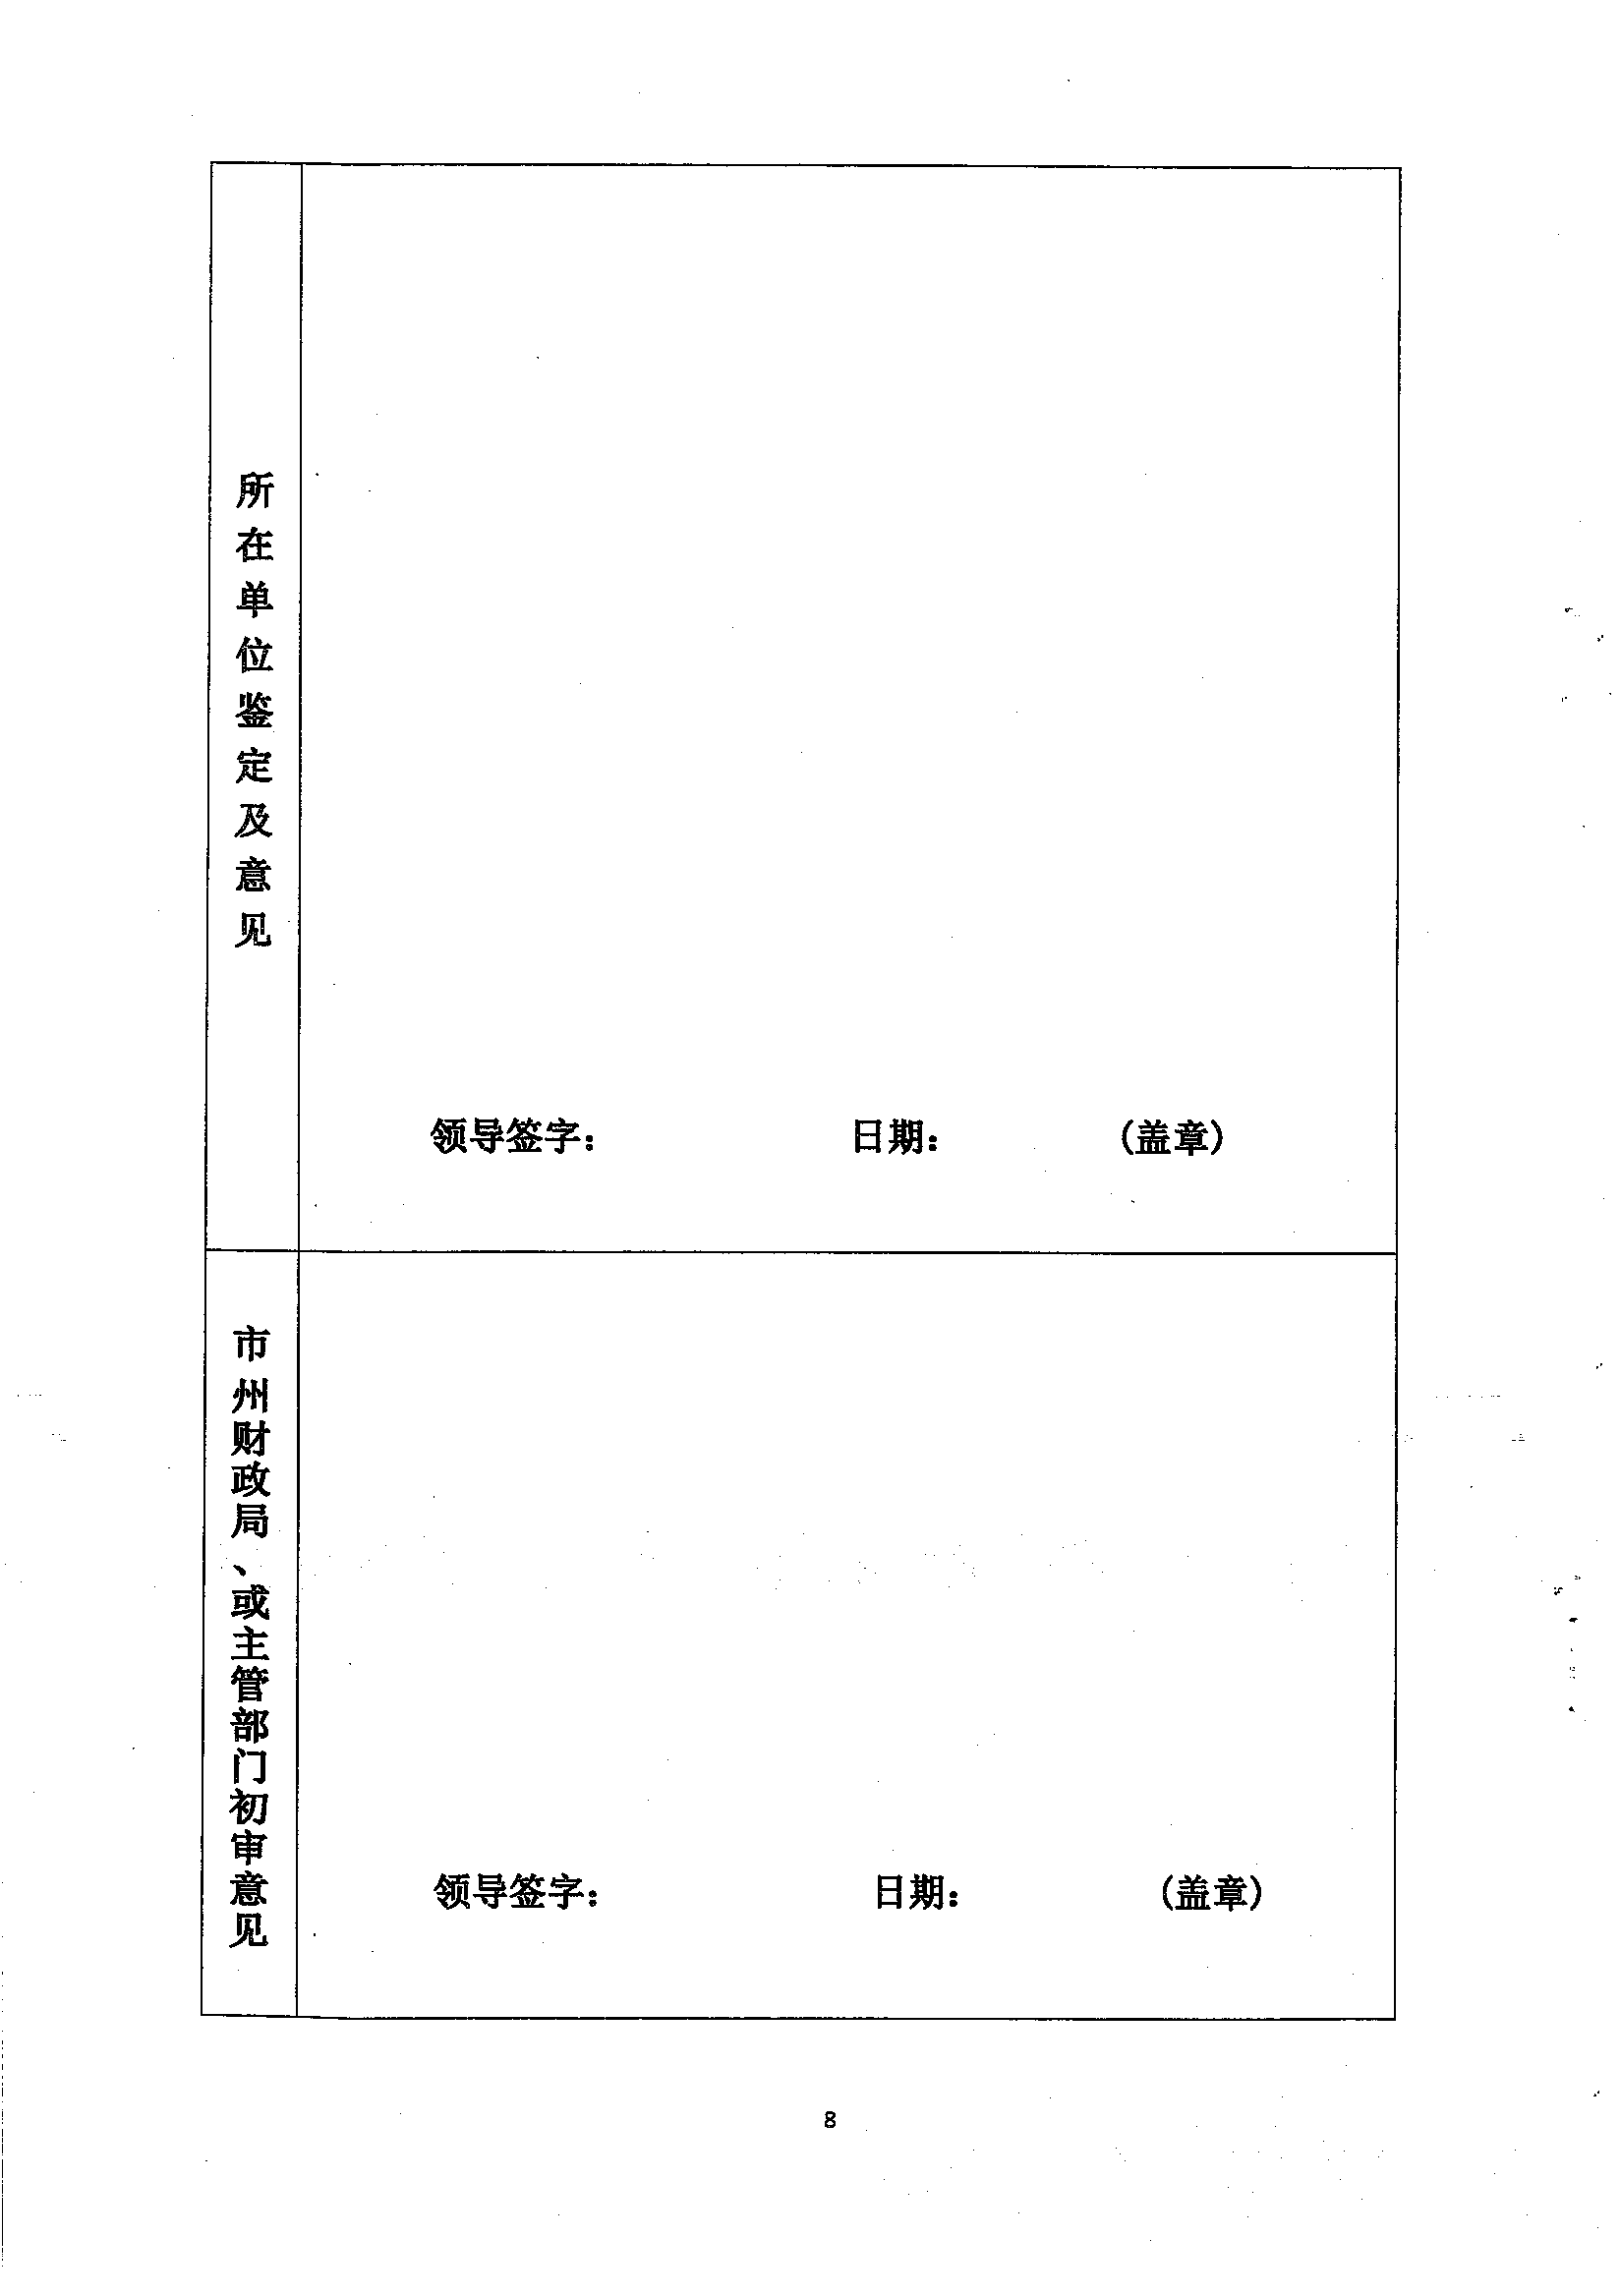 所在单位鉴定及意见
领导签字： 日期： （盖章）
市州财政局、或主管部门初审意见
领导签字： 日期： （盖章）
8